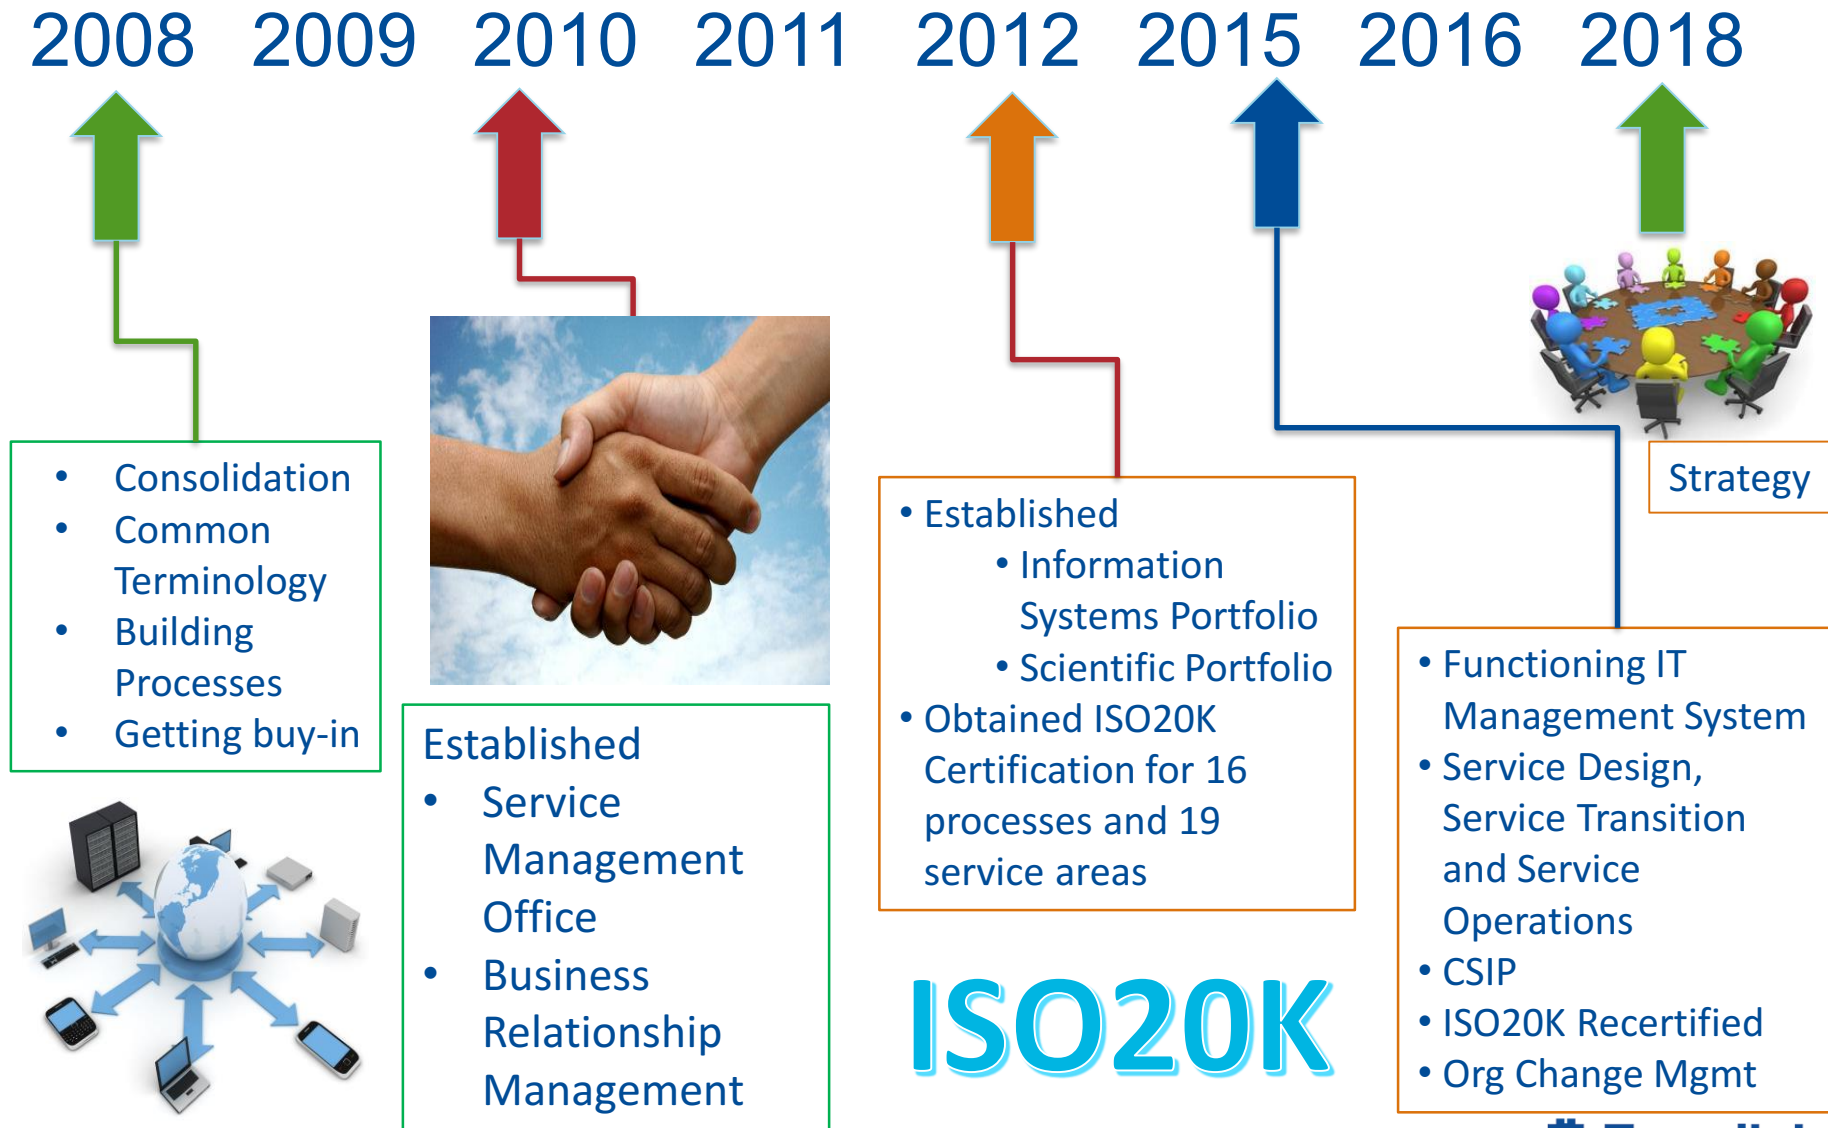 2008 2009 2010 2011 2012 2015 2016 2018
• Consolidation
• Common
Terminology
• Building
Processes
• Getting buy-in
Established
• Service
Management
Office
• Business
Relationship
Management
• Established
• Information
Systems Portfolio
• Scientific Portfolio
• Obtained ISO20K
Certification for 16
processes and 19
service areas
ISO20K
Strategy
• Functioning IT
Management System
• Service Design,
Service Transition
and Service
Operations
• CSIP
• ISO20K Recertified
• Org Change Mgmt